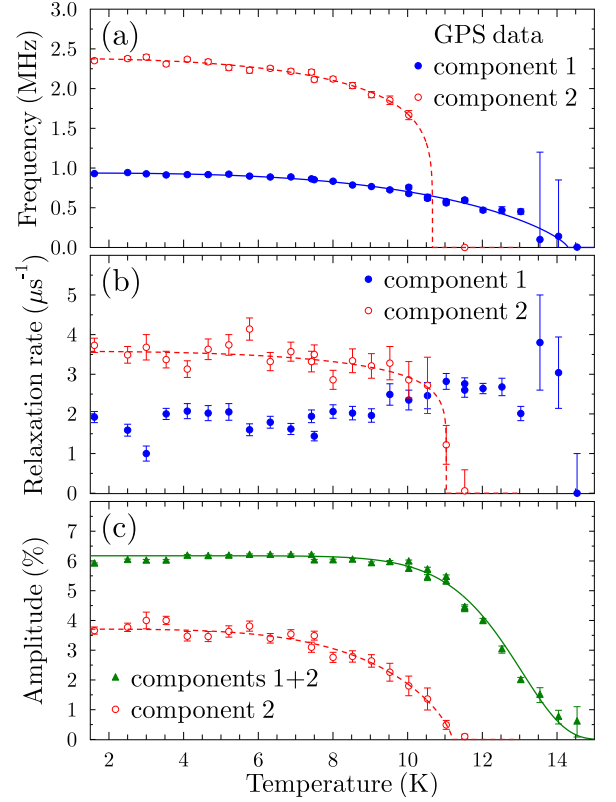 3.0
2.5
2.0
1.5
1.0
0.5
0.0
Frequency (MHz)
(a)
GPS data
component 1
component 2
5
4
3
2
1
0
Relaxation rate (μs⁻¹)
(b)
component 1
component 2
7
6
5
4
3
2
1
0
Amplitude (%)
(c)
components 1+2
component 2
2 4 6 8 10 12 14
Temperature (K)